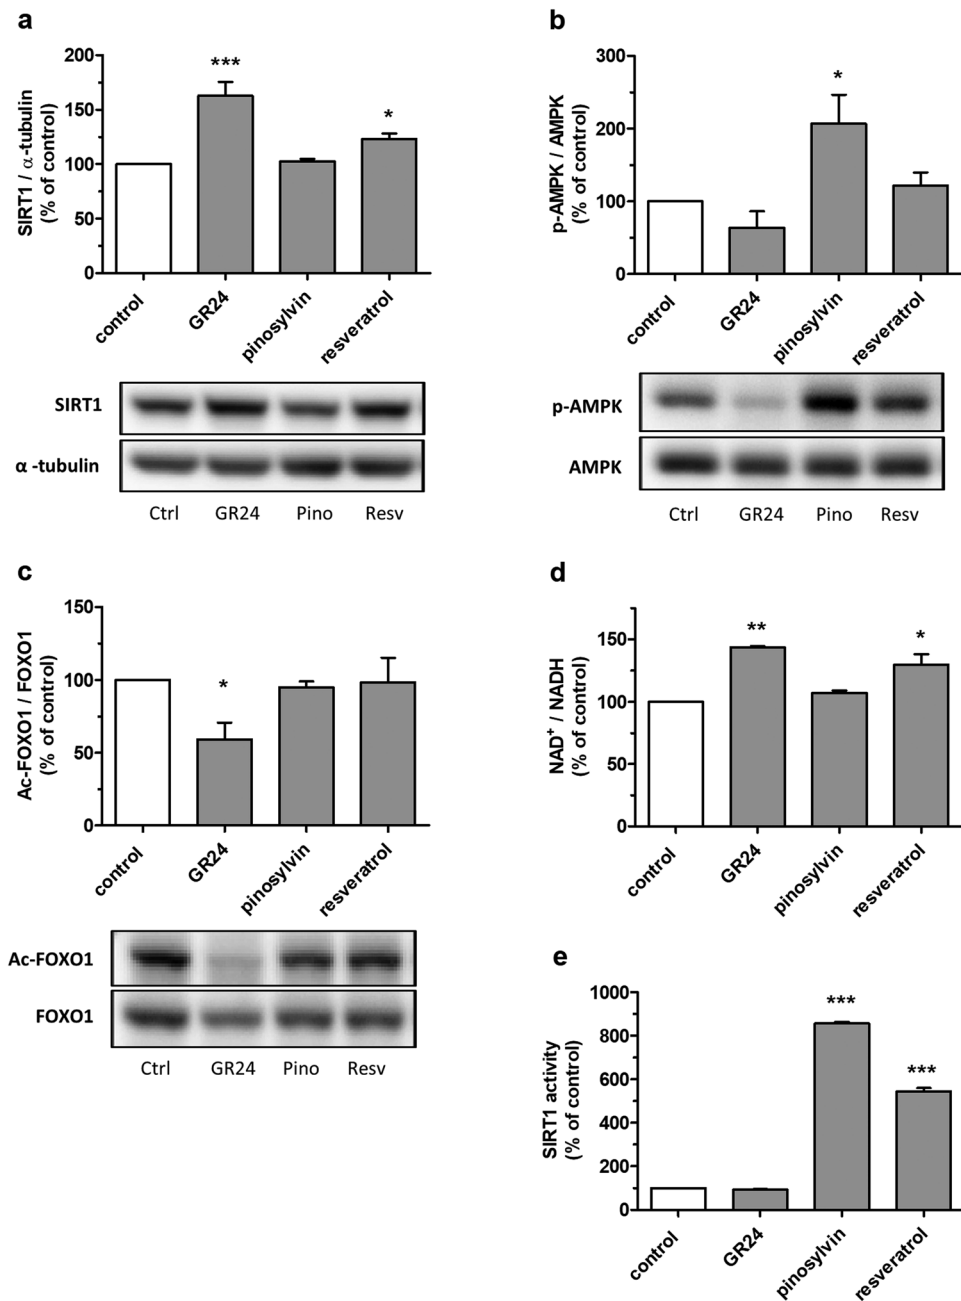 a
SIRT1 / α-tubulin
(% of control)
200
150
100
50
0
***
*
control
GR24
pinosylvin
resveratrol
SIRT1
α -tubulin
Ctrl GR24 Pino Resv
b
p-AMPK / AMPK
(% of control)
300
200
100
0
*
control
GR24
pinosylvin
resveratrol
p-AMPK
AMPK
Ctrl GR24 Pino Resv
c
Ac-FOXO1 / FOXO1
(% of control)
150
100
50
0
*
control
GR24
pinosylvin
resveratrol
Ac-FOXO1
FOXO1
Ctrl GR24 Pino Resv
d
NAD⁺ / NADH
(% of control)
150
100
50
0
**
*
control
GR24
pinosylvin
resveratrol
e
SIRT1 activity
(% of control)
1000
800
600
400
200
0
***
***
control
GR24
pinosylvin
resveratrol